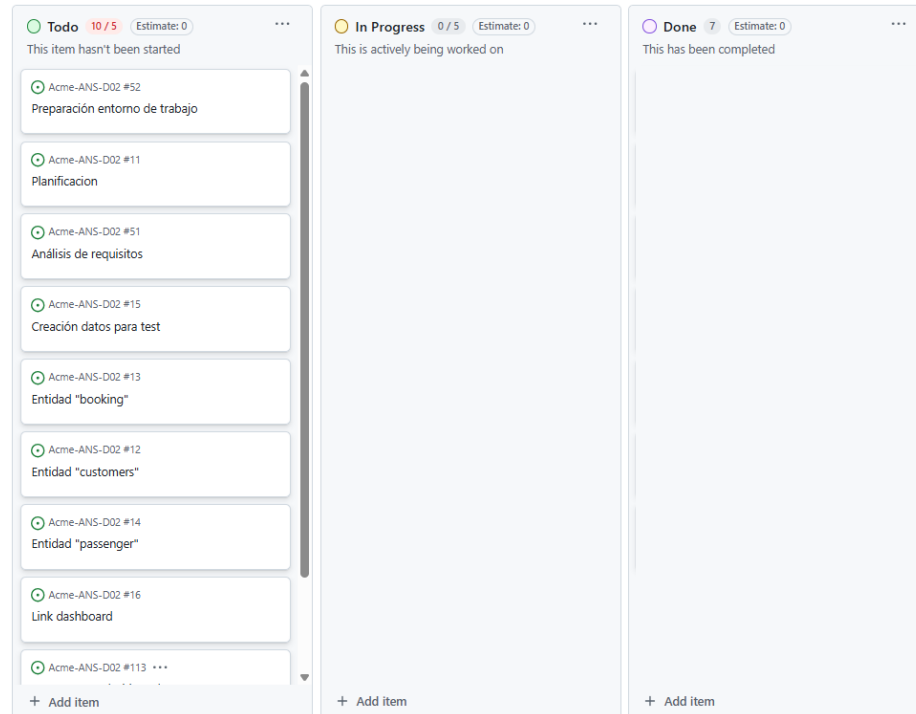 Todo 10 / 5 Estimate: 0
This item hasn't been started
Acme-ANS-D02 #52
Preparación entorno de trabajo
Acme-ANS-D02 #11
Planificacion
Acme-ANS-D02 #51
Análisis de requisitos
Acme-ANS-D02 #15
Creación datos para test
Acme-ANS-D02 #13
Entidad "booking"
Acme-ANS-D02 #12
Entidad "customers"
Acme-ANS-D02 #14
Entidad "passenger"
Acme-ANS-D02 #16
Link dashboard
Acme-ANS-D02 #113
+ Add item
In Progress 0 / 5 Estimate: 0
This is actively being worked on
+ Add item
Done 7 Estimate: 0
This has been completed
+ Add item